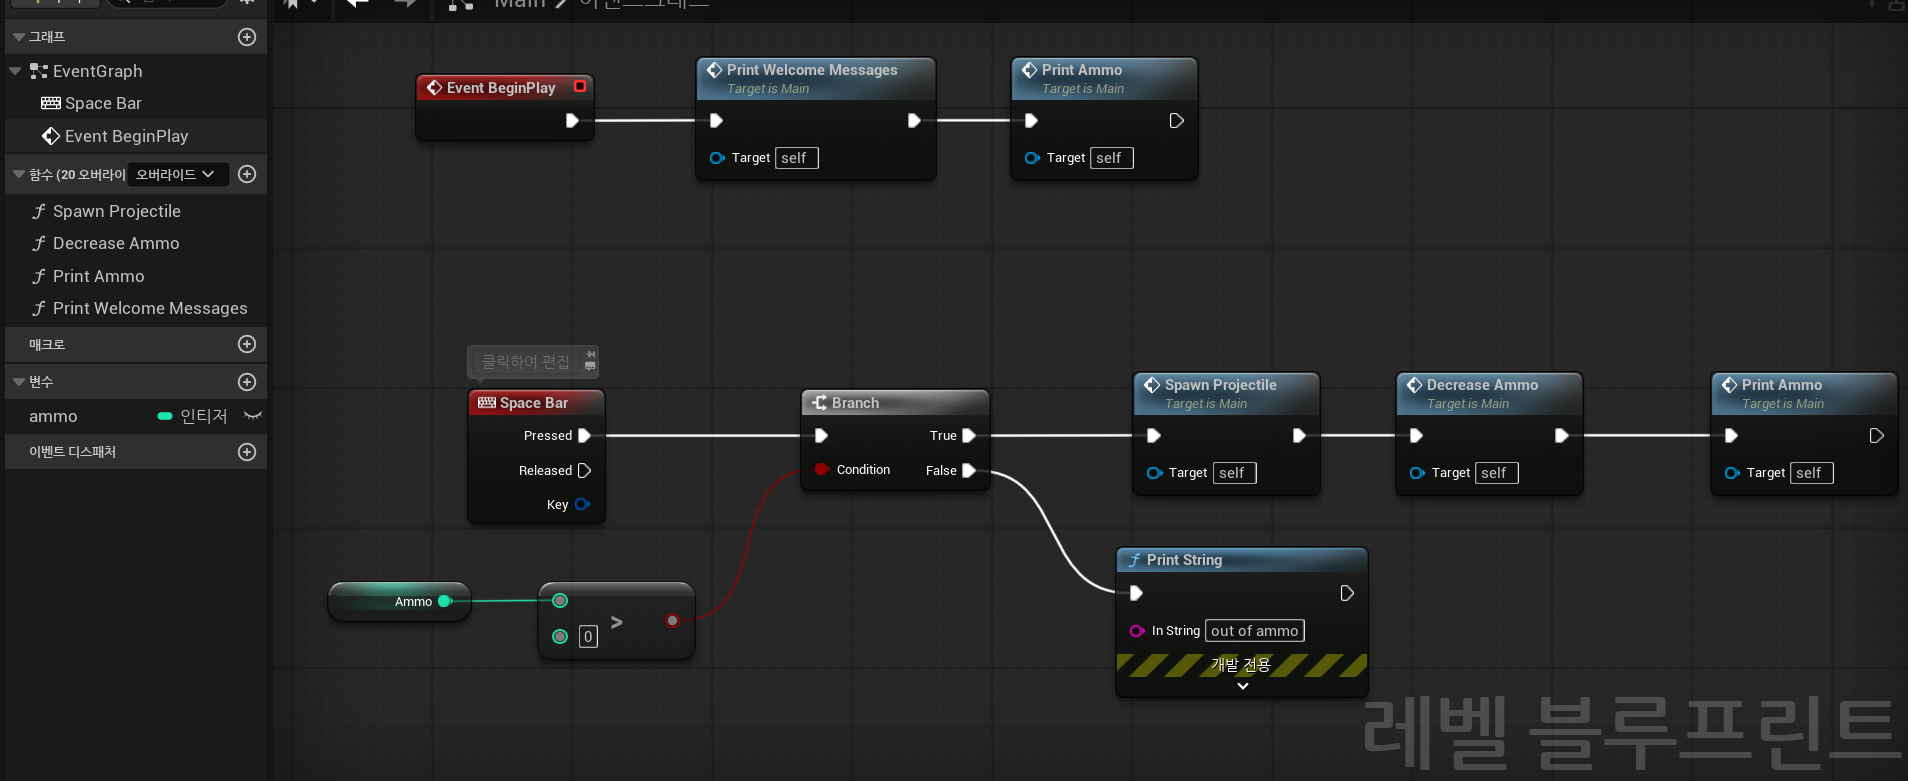 Main
그래프
EventGraph
Space Bar
Event BeginPlay
함수 (20 오버라이
오버라이드
Spawn Projectile
Decrease Ammo
Print Ammo
Print Welcome Messages
매크로
변수
ammo
인티저
이벤트 디스패처
Event BeginPlay
Print Welcome Messages
Target is Main
Target
self
Print Ammo
Target is Main
Target
self
클릭하여 편집
Space Bar
Pressed
Released
Key
Branch
True
Condition
False
Spawn Projectile
Target is Main
Target
self
Decrease Ammo
Target is Main
Target
self
Print Ammo
Target is Main
Target
self
Ammo
>
0
Print String
In String
out of ammo
개발 전용
레벨 블루프린트